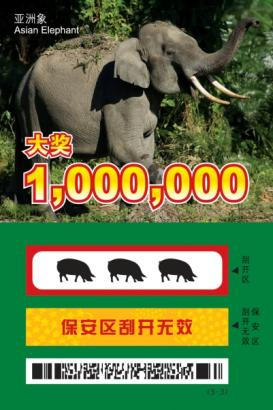 亚洲象
Asian Elephant
大奖
1,000,000
刮开区
保安区刮开无效
保安区
刮开无效